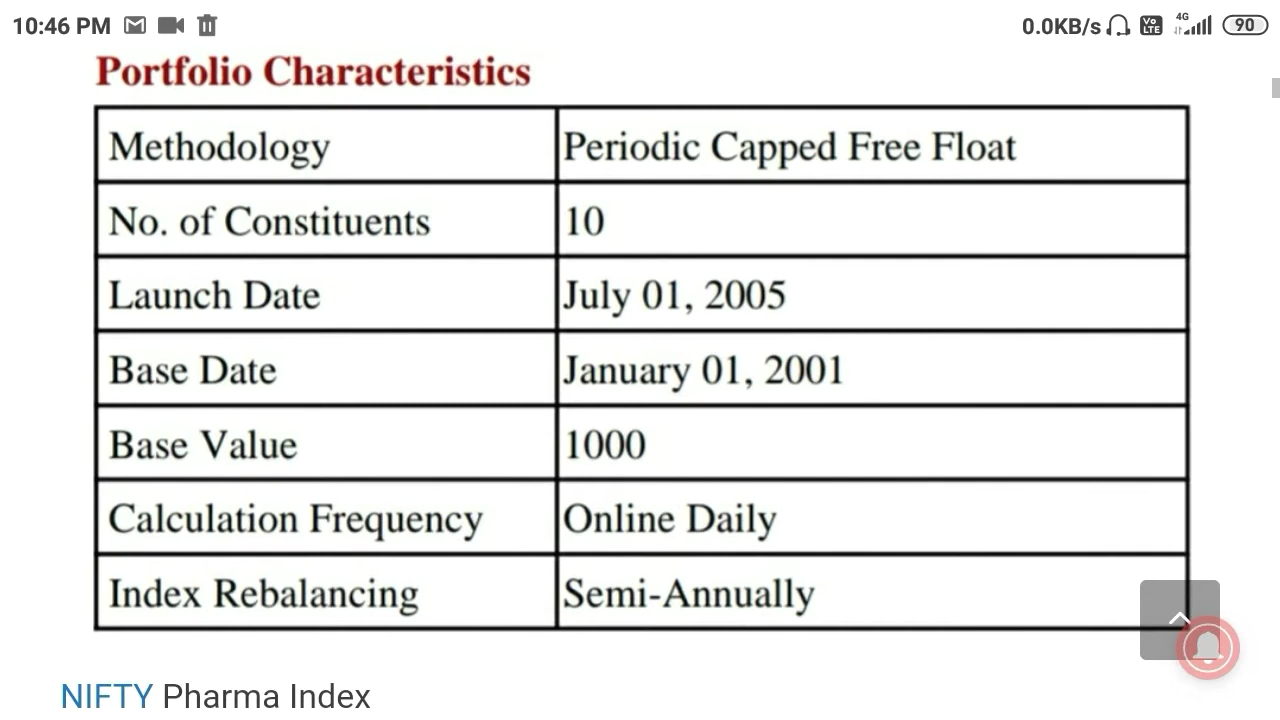 10:46 PM 0.0KB/s Vo LTE 4G 90
Portfolio Characteristics
Methodology Periodic Capped Free Float
No. of Constituents 10
Launch Date July 01, 2005
Base Date January 01, 2001
Base Value 1000
Calculation Frequency Online Daily
Index Rebalancing Semi-Annually
NIFTY Pharma Index